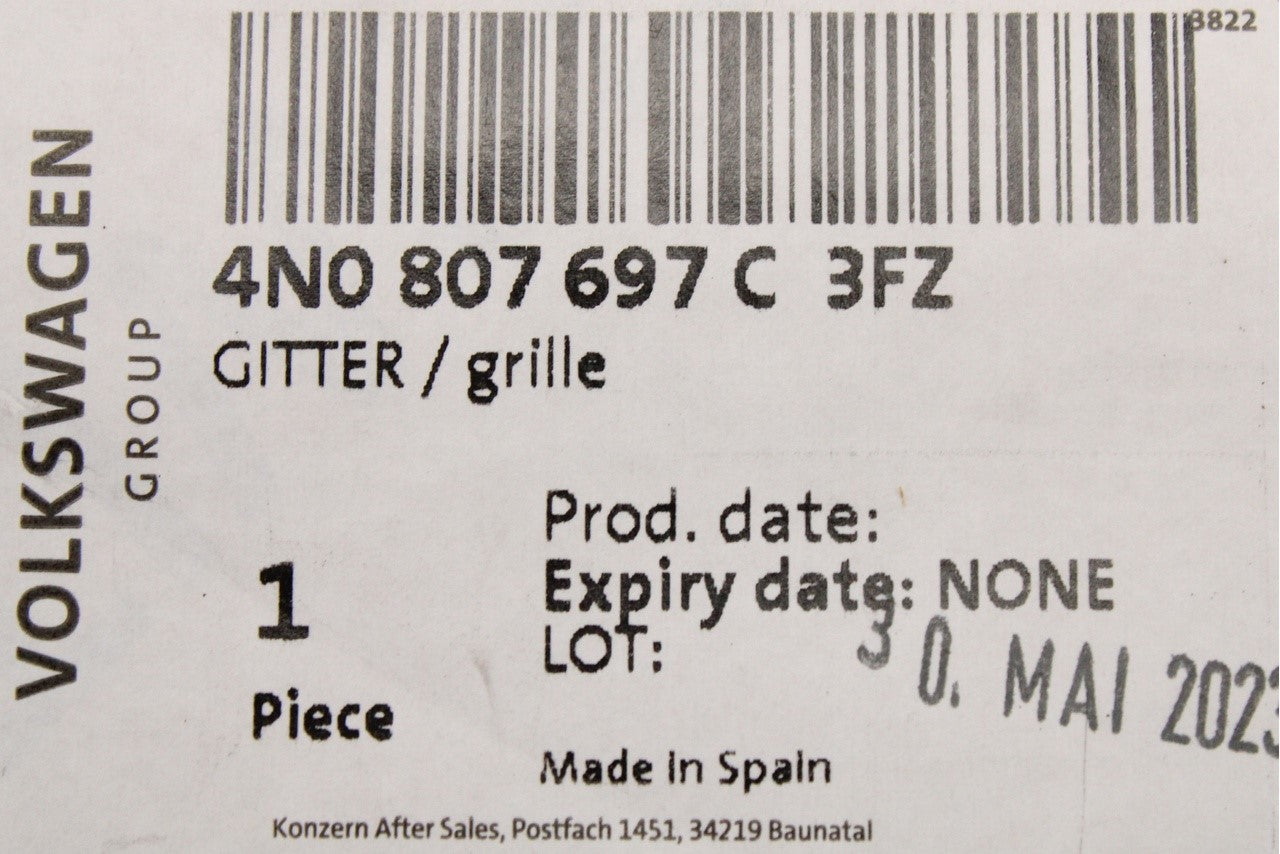 3822
VOLKSWAGEN
GROUP
4N0 807 697 C 3FZ
GITTER / grille
Prod. date:
Expiry date: NONE
LOT:
30. MAI 2023
1
Piece
Made in Spain
Konzern After Sales, Postfach 1451, 34219 Baunatal